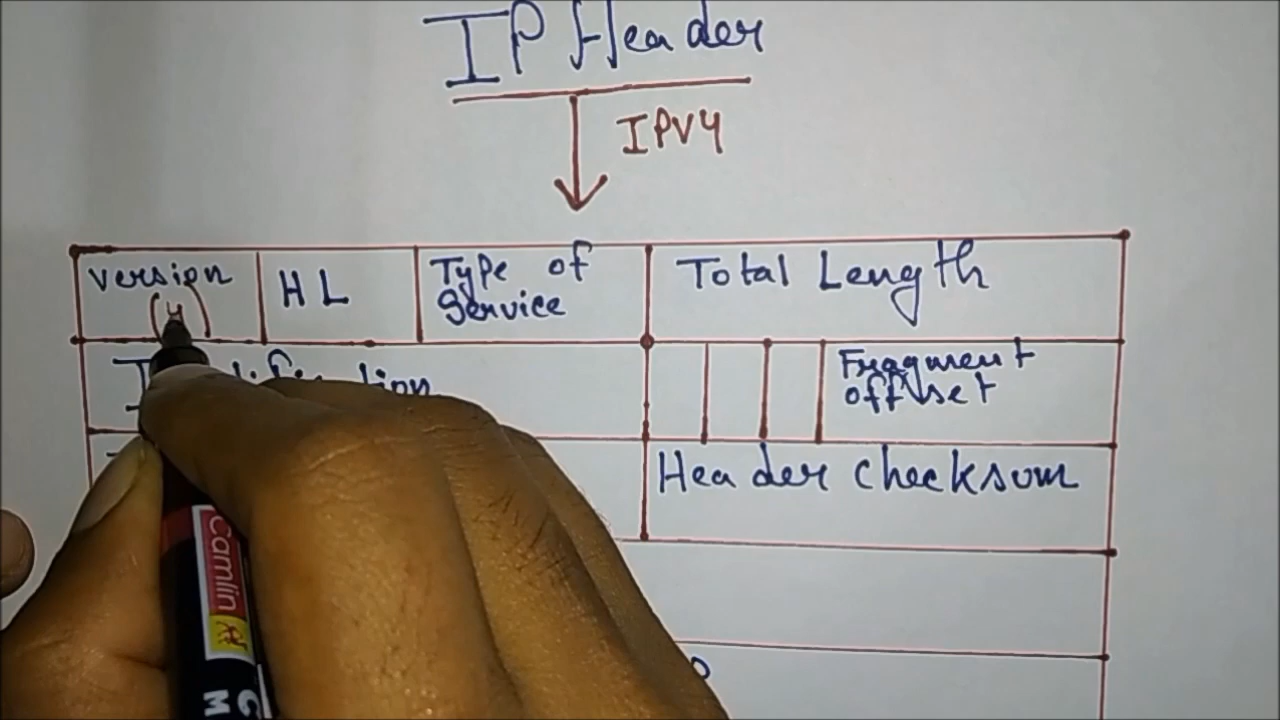 IP Header
IPV4
Version
(4)
HL
Type of
Service
Total Length
Fragment
offset
Header checksum
Camlin